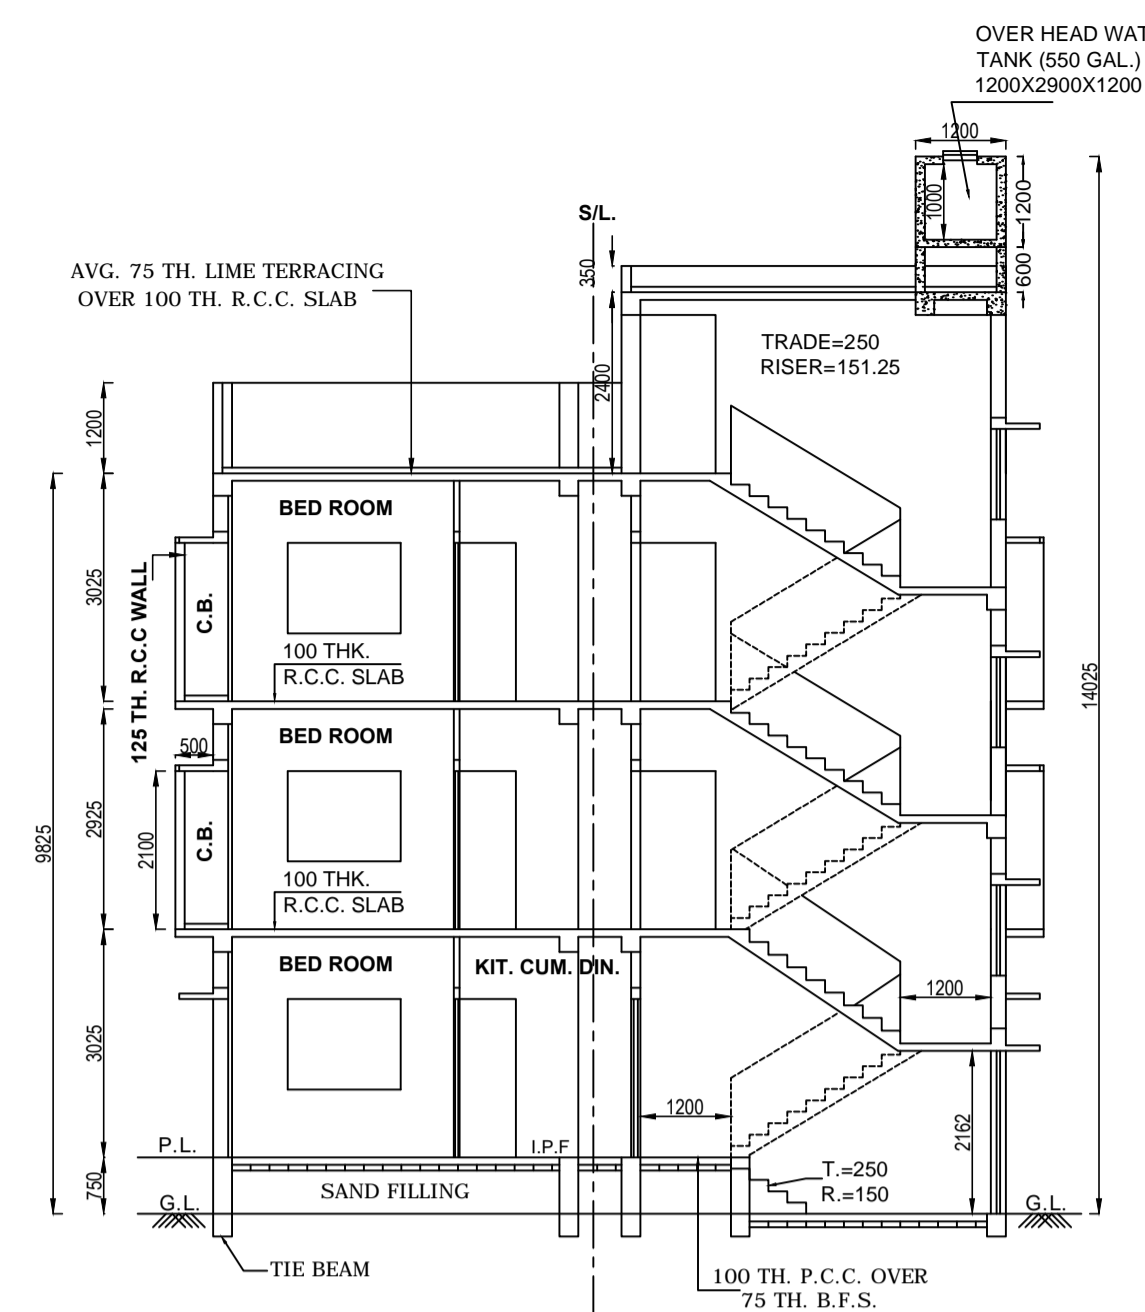 OVER HEAD WAT
TANK (550 GAL.)
1200X2900X1200
1200
1000
1200
600
S/L.
350
AVG. 75 TH. LIME TERRACING
OVER 100 TH. R.C.C. SLAB
TRADE=250
RISER=151.25
2400
1200
BED ROOM
3025
125 TH. R.C.C WALL
C.B.
100 THK.
R.C.C. SLAB
14025
500
BED ROOM
2925
9825
2100
C.B.
100 THK.
R.C.C. SLAB
BED ROOM
KIT. CUM. DIN.
1200
3025
1200
2162
P.L.
I.P.F
T.=250
R.=150
750
SAND FILLING
G.L.
G.L.
TIE BEAM
100 TH. P.C.C. OVER
75 TH. B.F.S.